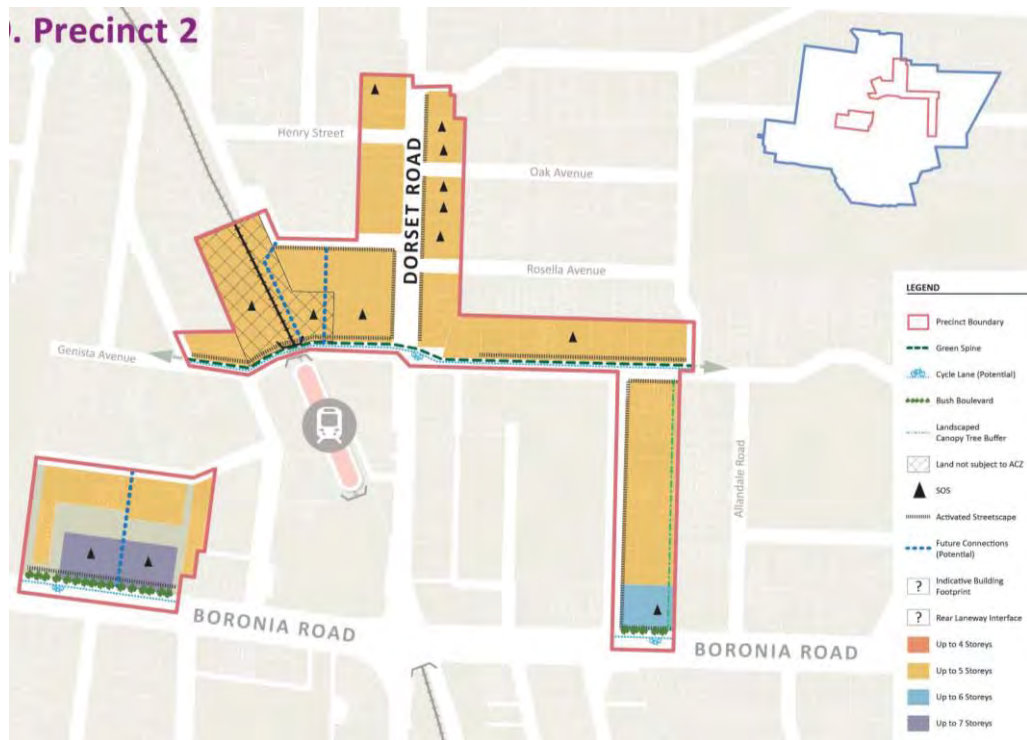 ). Precinct 2
Henry Street
DORSET ROAD
Oak Avenue
Rosella Avenue
Genista Avenue
Allandale Road
BORONIA ROAD
BORONIA ROAD
LEGEND
Precinct Boundary
Green Spine
Cycle Lane (Potential)
Bush Boulevard
Landscaped
Canopy Tree Buffer
Land not subject to ACZ
SOS
Activated Streetscape
Future Connections
(Potential)
? Indicative Building
Footprint
? Rear Laneway Interface
Up to 4 Storeys
Up to 5 Storeys
Up to 6 Storeys
Up to 7 Storeys